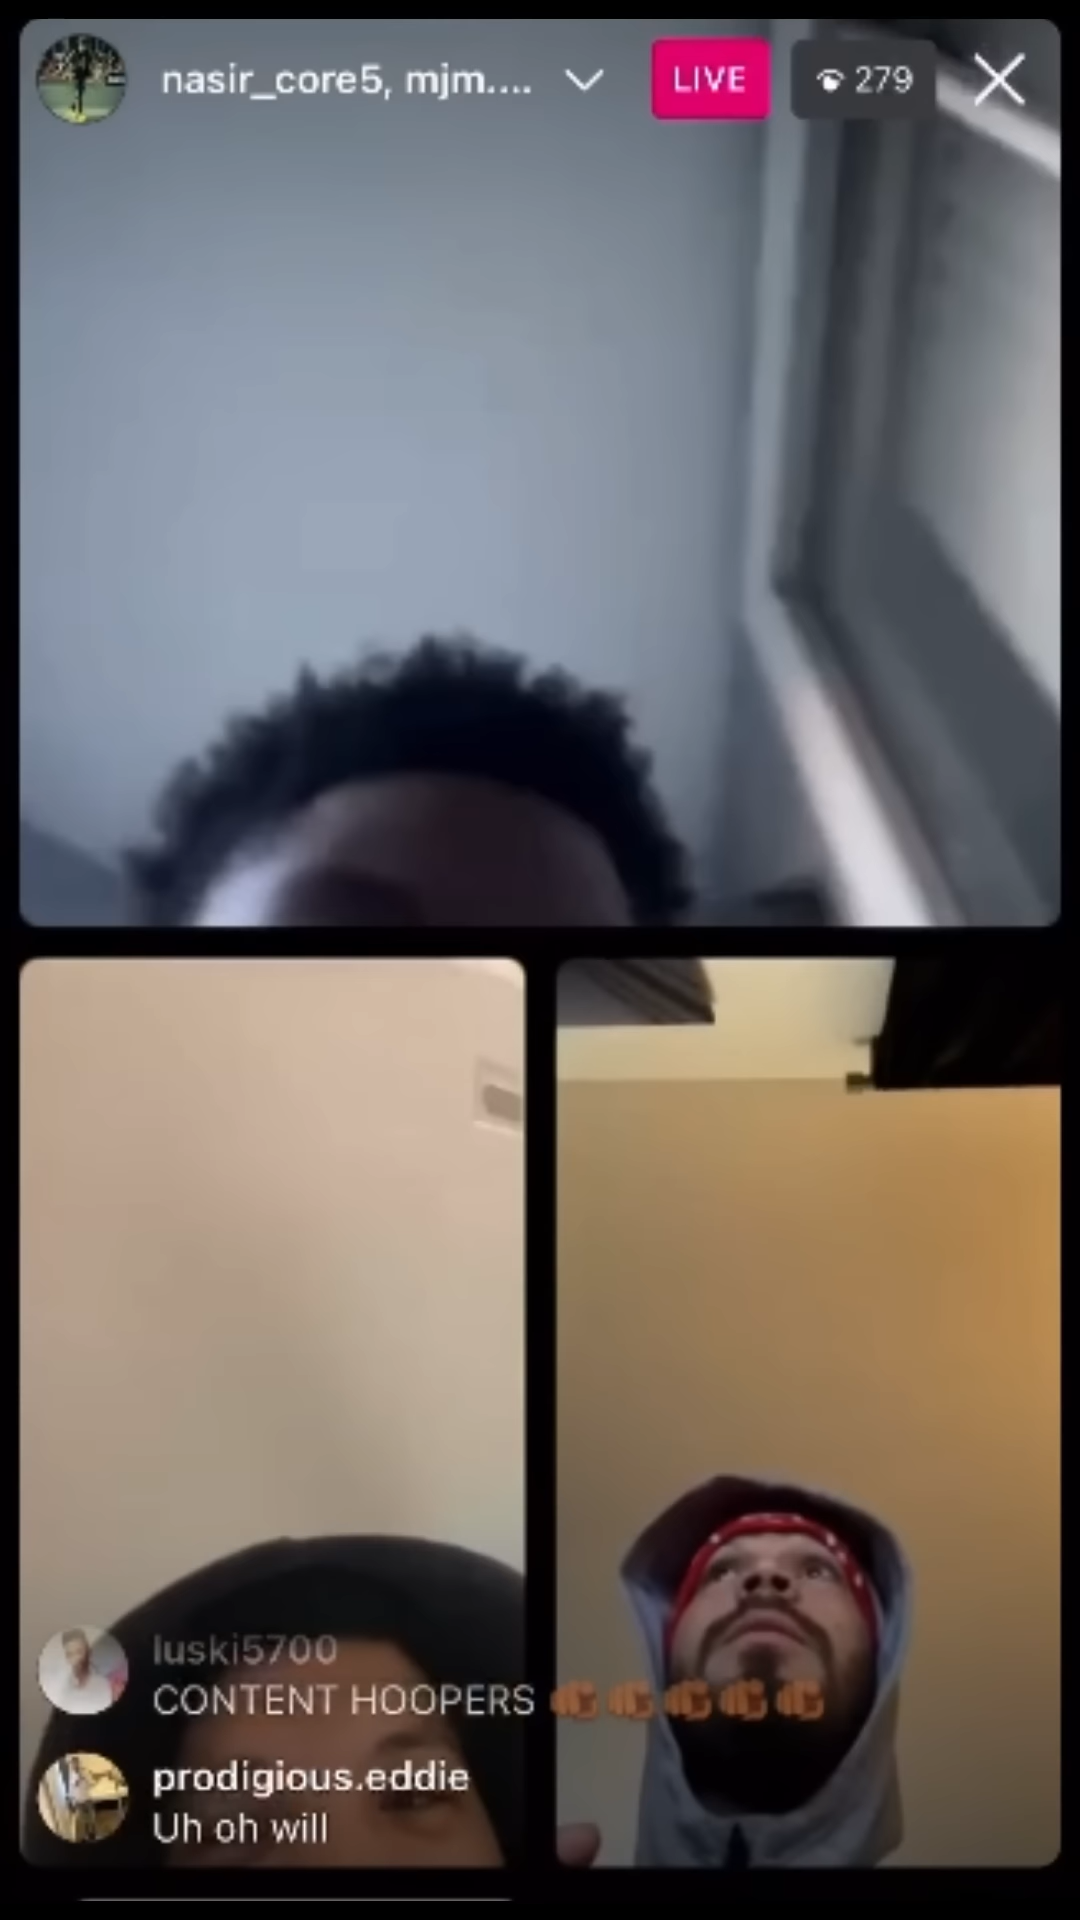 nasir_core5, mjm....
LIVE
279
luski5700
CONTENT HOOPERS 👊🏾👊🏾👊🏾👊🏾👊🏾
prodigious.eddie
Uh oh will